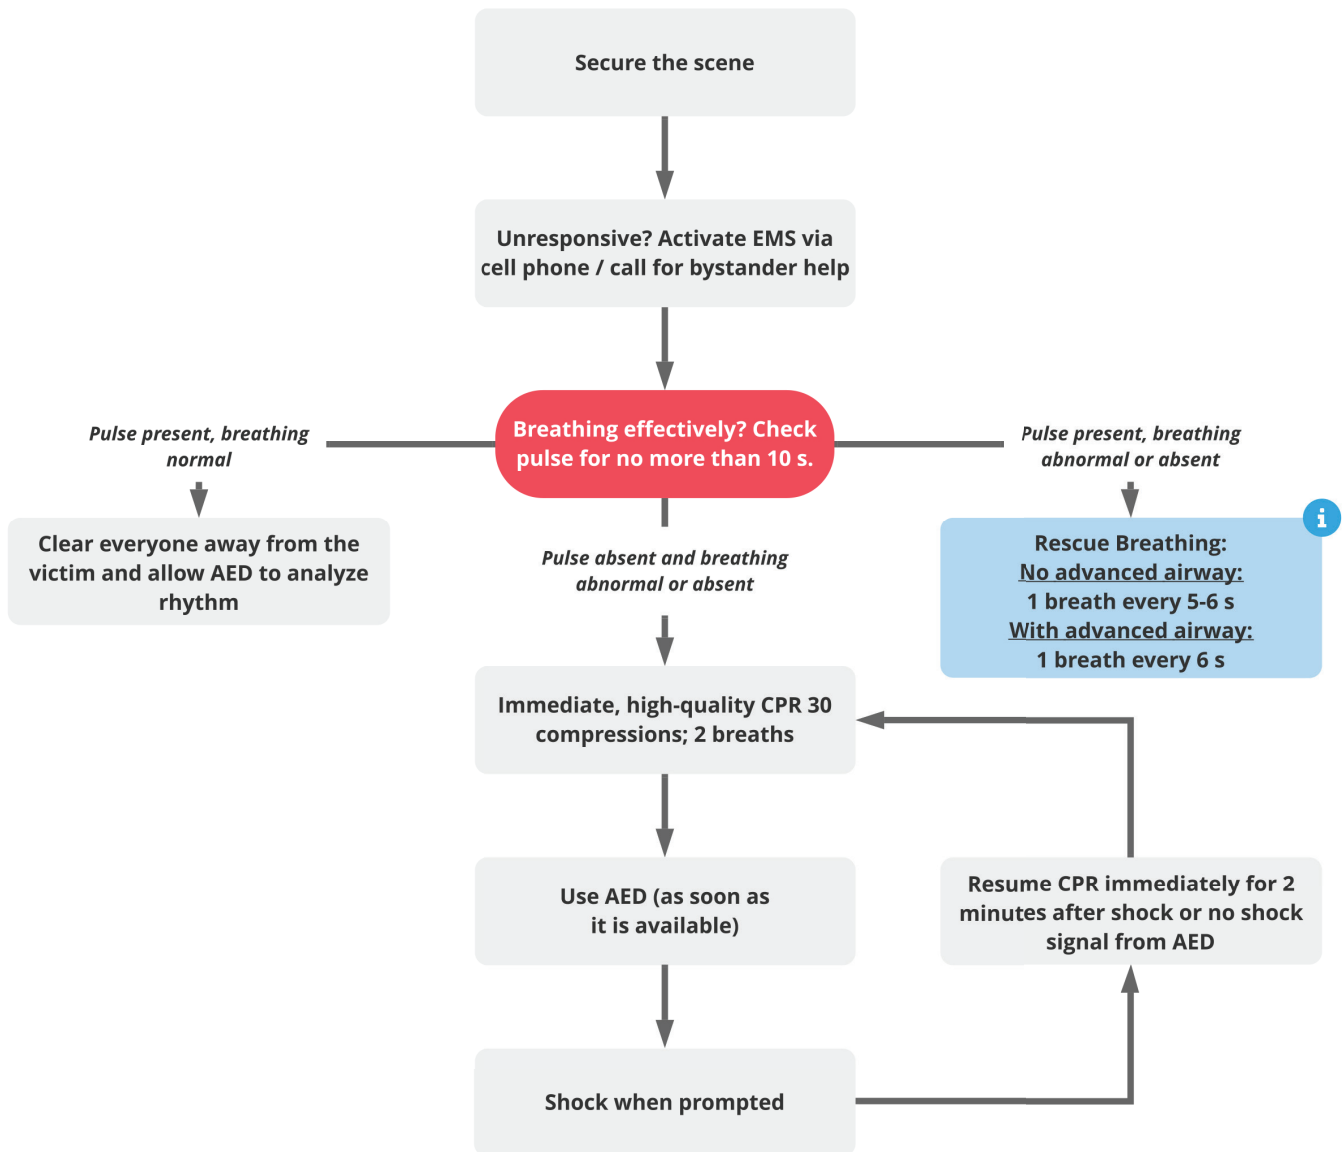 Secure the scene
Unresponsive? Activate EMS via
cell phone / call for bystander help
Breathing effectively? Check
pulse for no more than 10 s.
Pulse present, breathing
normal
Clear everyone away from the
victim and allow AED to analyze
rhythm
Pulse absent and breathing
abnormal or absent
Pulse present, breathing
abnormal or absent
i
Rescue Breathing:
No advanced airway:
1 breath every 5-6 s
With advanced airway:
1 breath every 6 s
Immediate, high-quality CPR 30
compressions; 2 breaths
Use AED (as soon as
it is available)
Resume CPR immediately for 2
minutes after shock or no shock
signal from AED
Shock when prompted